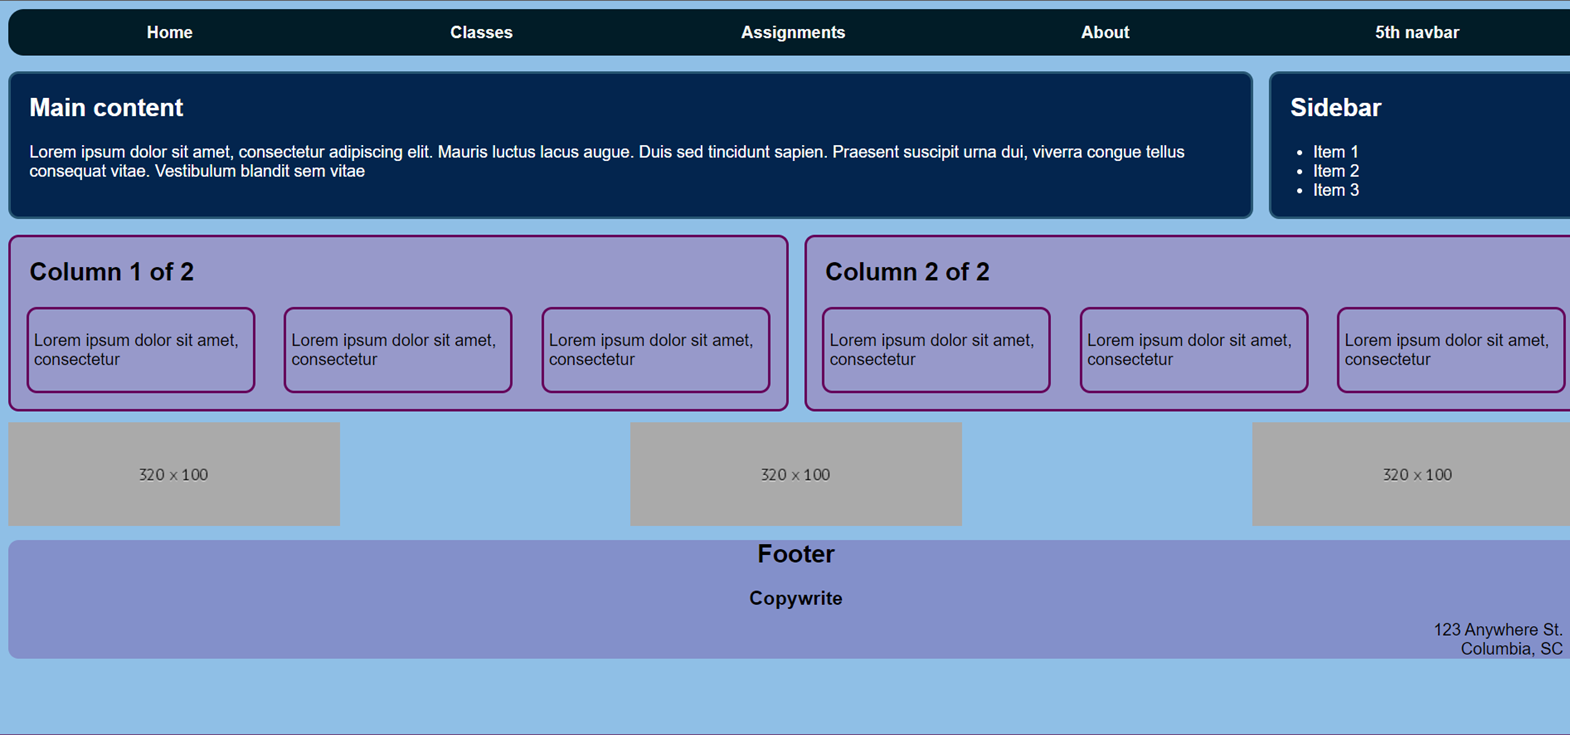 Home Classes Assignments About 5th navbar
Main content
Lorem ipsum dolor sit amet, consectetur adipiscing elit. Mauris luctus lacus augue. Duis sed tincidunt sapien. Praesent suscipit urna dui, viverra congue tellus
consequat vitae. Vestibulum blandit sem vitae
Sidebar
Item 1
Item 2
Item 3
Column 1 of 2
Lorem ipsum dolor sit amet,
consectetur
Lorem ipsum dolor sit amet,
consectetur
Lorem ipsum dolor sit amet,
consectetur
Column 2 of 2
Lorem ipsum dolor sit amet,
consectetur
Lorem ipsum dolor sit amet,
consectetur
Lorem ipsum dolor sit amet,
consectetur
320 x 100
320 x 100
320 x 100
Footer
Copywrite
123 Anywhere St.
Columbia, SC